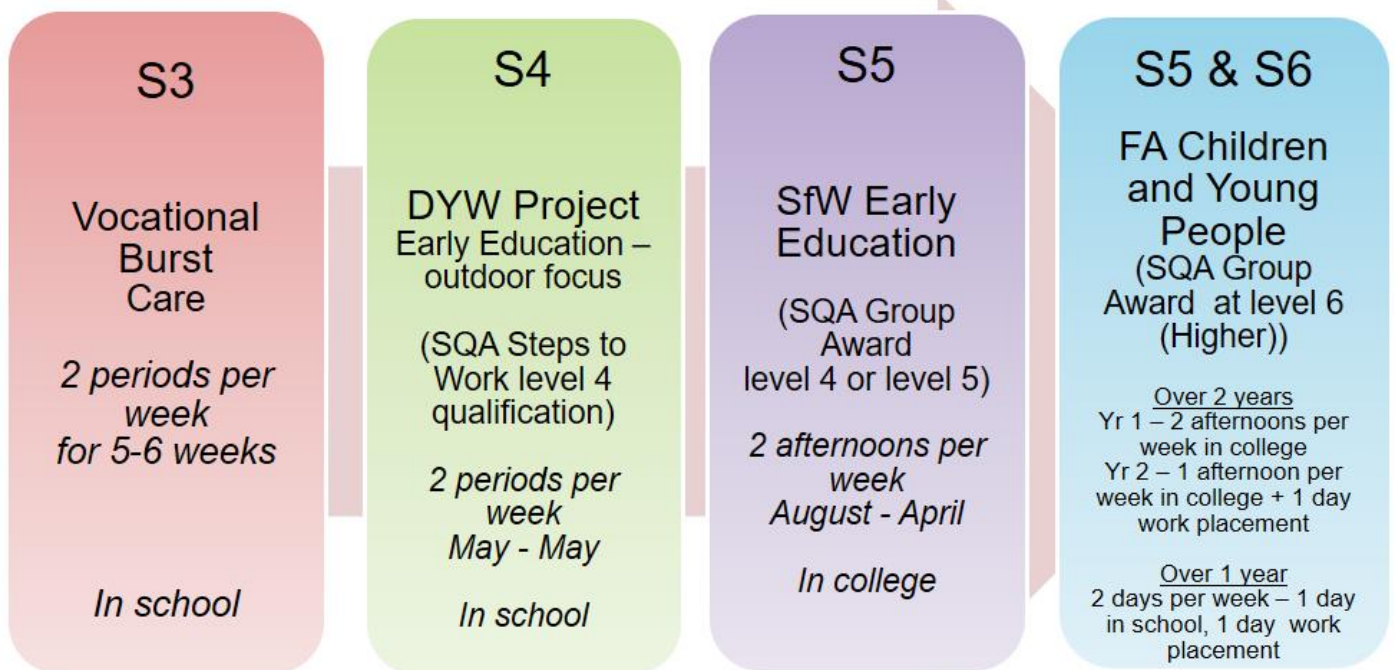 S3
Vocational
Burst
Care
2 periods per
week
for 5-6 weeks
In school
S4
DYW Project
Early Education –
outdoor focus
(SQA Steps to
Work level 4
qualification)
2 periods per
week
May - May
In school
S5
SfW Early
Education
(SQA Group
Award
level 4 or level 5)
2 afternoons per
week
August - April
In college
S5 & S6
FA Children
and Young
People
(SQA Group
Award at level 6
(Higher))
Over 2 years
Yr 1 – 2 afternoons per
week in college
Yr 2 – 1 afternoon per
week in college + 1 day
work placement
Over 1 year
2 days per week – 1 day
in school, 1 day work
placement